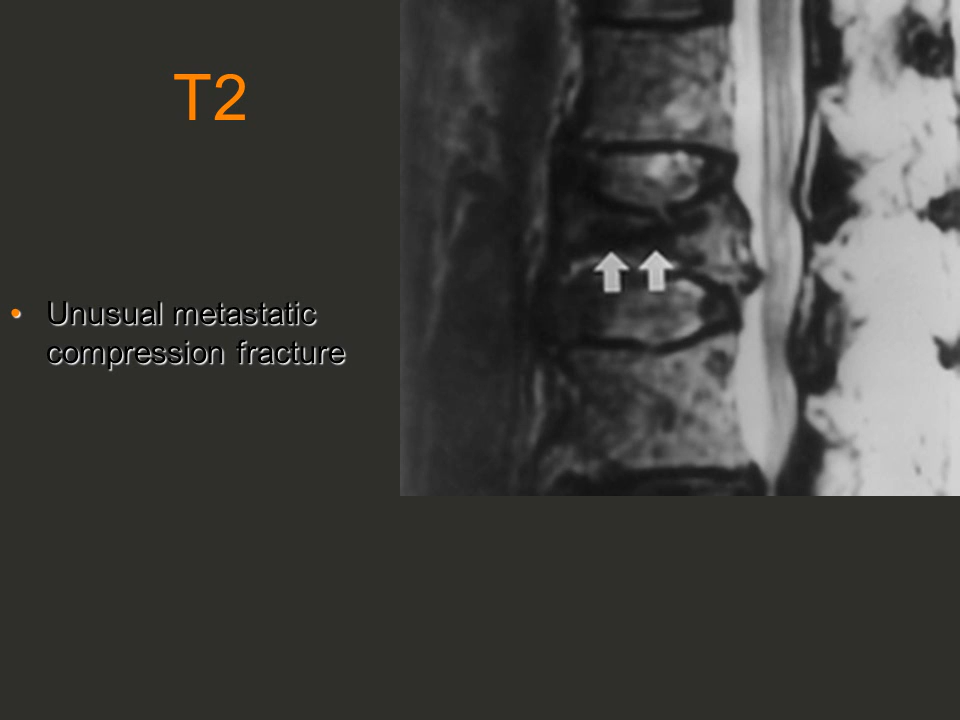 T2
• Unusual metastatic
compression fracture